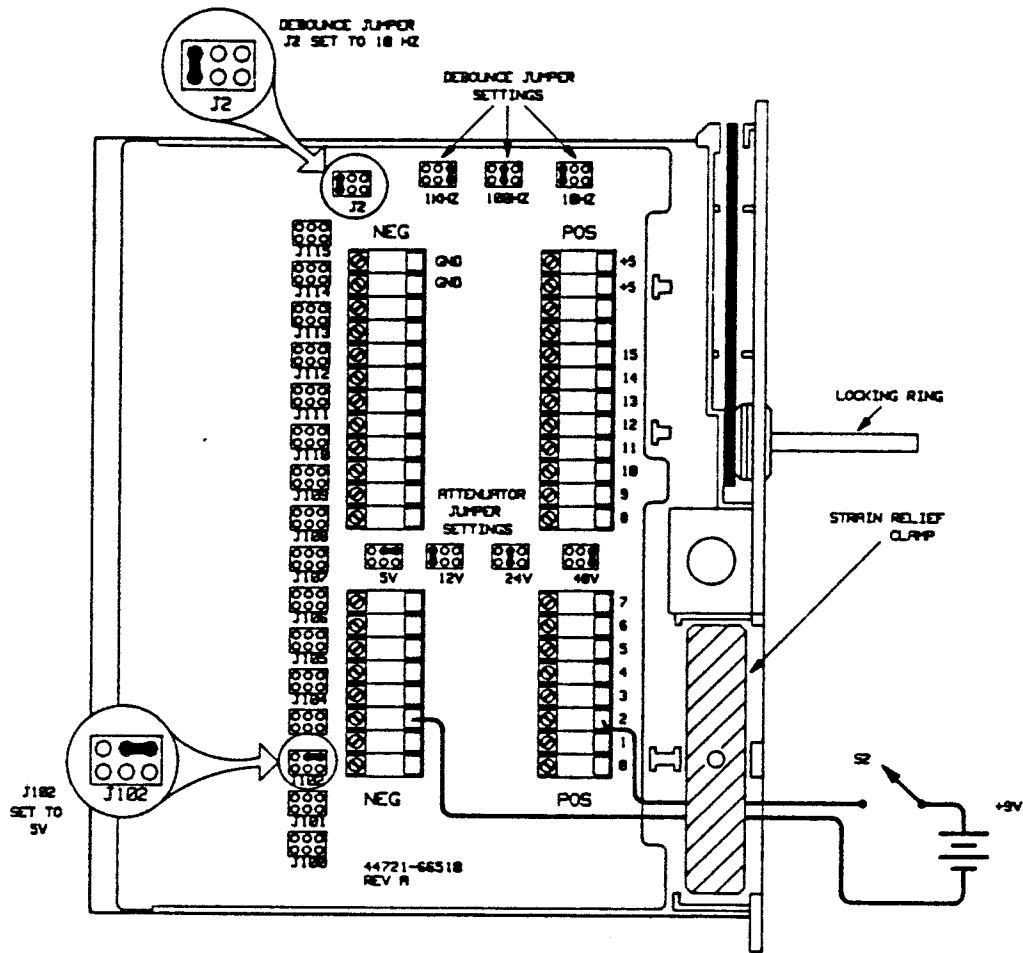 DEBOUNCE JUMPER
J2 SET TO 10 HZ
J2
DEBOUNCE JUMPER
SETTINGS
J2
1KHZ
100HZ
10HZ
NEG
POS
GND
GND
+5
+5
15
14
13
12
11
10
9
8
J115
J114
J113
J112
J111
J110
J109
J108
J107
J106
J105
J104
J102
J101
J100
LOCKING RING
ATTENUATOR
JUMPER
SETTINGS
5V
12V
24V
48V
STRAIN RELIEF
CLAMP
7
6
5
4
3
2
1
0
J102
J102
SET TO
5V
NEG
POS
S2
+9V
44721-66510
REV A